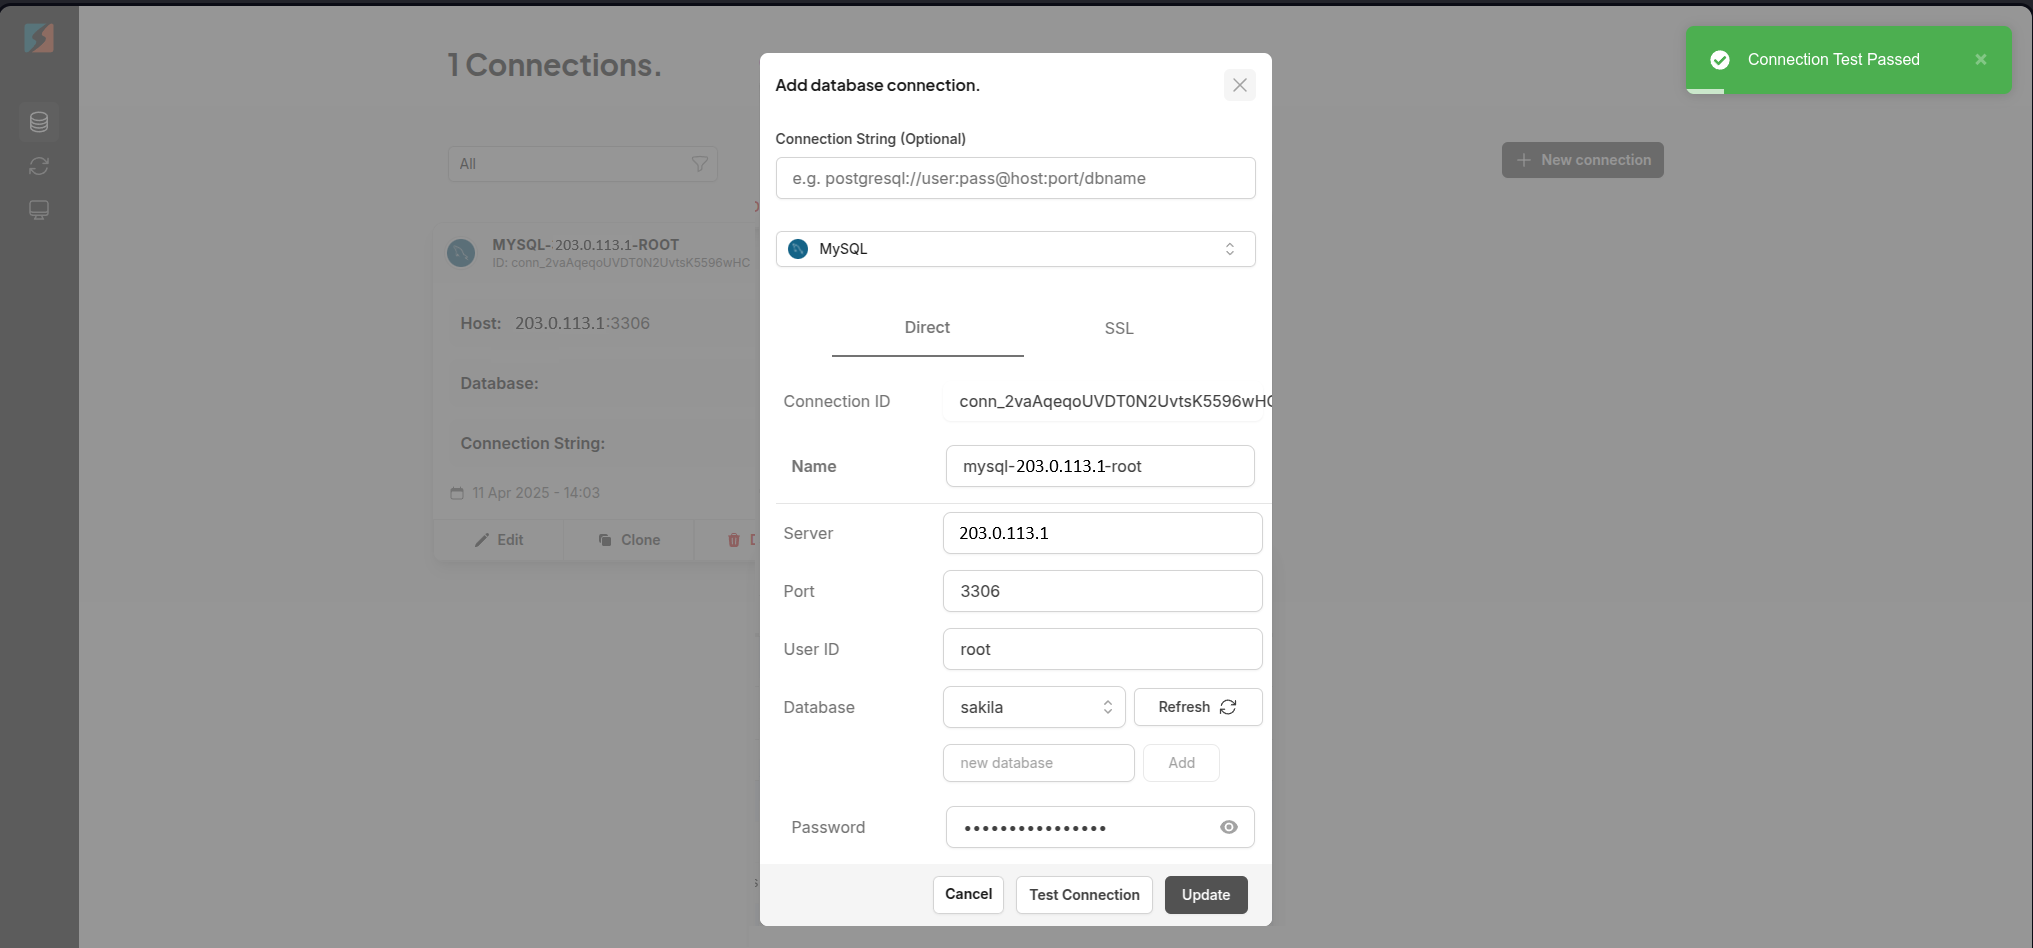 1 Connections.
Connection Test Passed
All
New connection
MYSQL-203.0.113.1-ROOT
ID: conn_2vaAqeqoUVDT0N2UvtsK5596wHC
Host: 203.0.113.1:3306
Database:
Connection String:
11 Apr 2025 - 14:03
Edit Clone
Add database connection.
Connection String (Optional)
e.g. postgresql://user:pass@host:port/dbname
MySQL
Direct SSL
Connection ID conn_2vaAqeqoUVDT0N2UvtsK5596wHC
Name mysql-203.0.113.1-root
Server 203.0.113.1
Port 3306
User ID root
Database sakila Refresh
new database Add
Password ••••••••••••••••
Cancel Test Connection Update